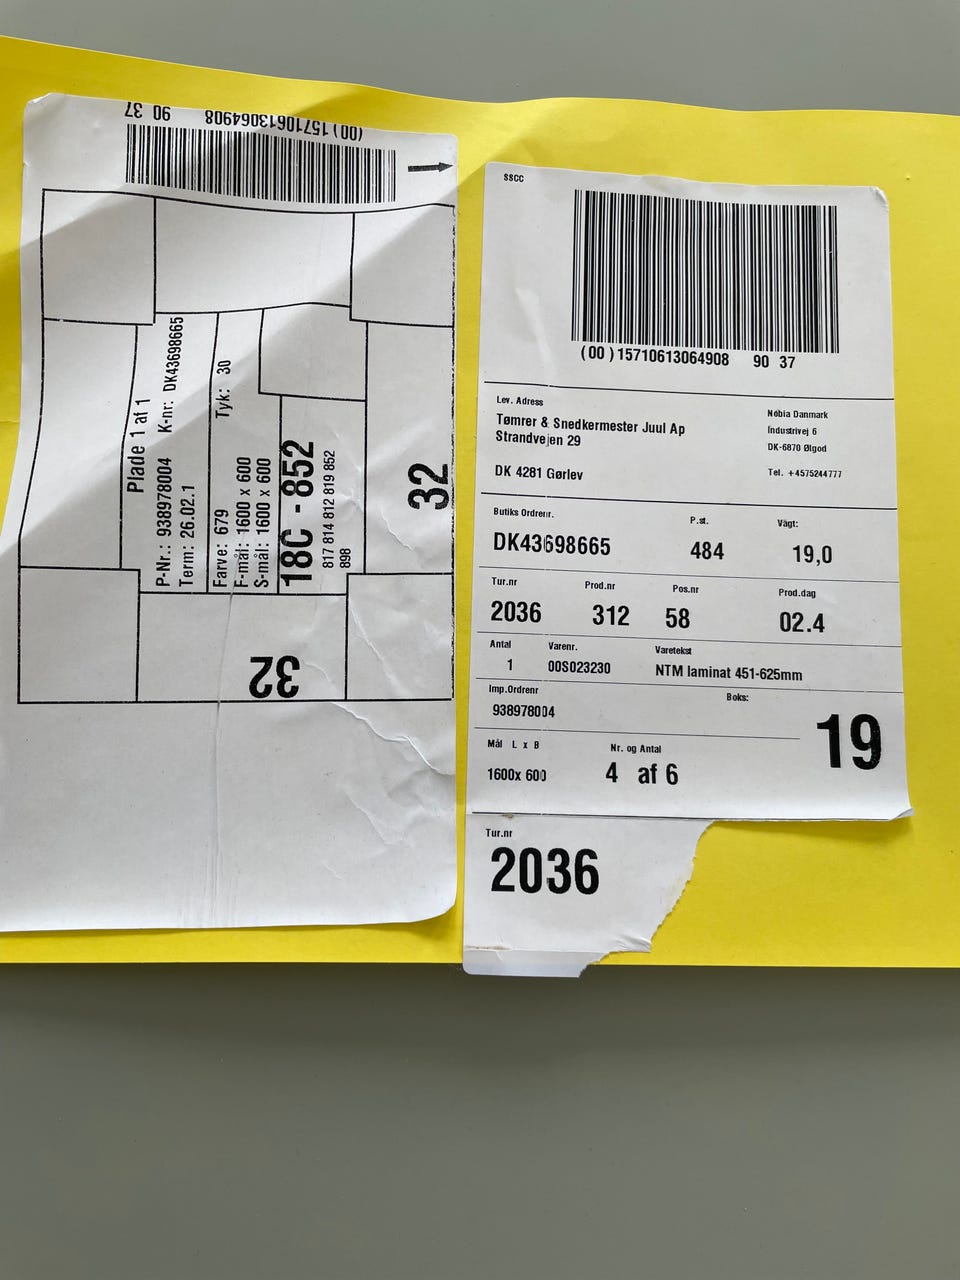 (00)15710613064908 90 37
Plade 1 af 1
P-Nr.: 938978004 K-nr: DK43698665
Term: 26.02.1
Farve: 679 Tyk: 30
F-mål: 1600 x 600
S-mål: 1600 x 600
18C - 852
817 814 812 819 852
898
32
32
SSCC
(00)15710613064908 90 37
Lev. Adress
Tømrer & Snedkermester Juul Ap
Strandvejen 29
DK 4281 Gørlev
Nobia Danmark
Industrivej 6
DK-6870 Ølgod
Tel. +4575244777
Butiks Ordrenr. P.st. Vägt:
DK43698665 484 19,0
Tur.nr Prod.nr Pos.nr Prod.dag
2036 312 58 02.4
Antal Varenr. Varetekst
1 00S023230 NTM laminat 451-625mm
Imp.Ordrenr Boks:
938978004
19
Mål L x B Nr. og Antal
1600x 600 4 af 6
Tur.nr
2036